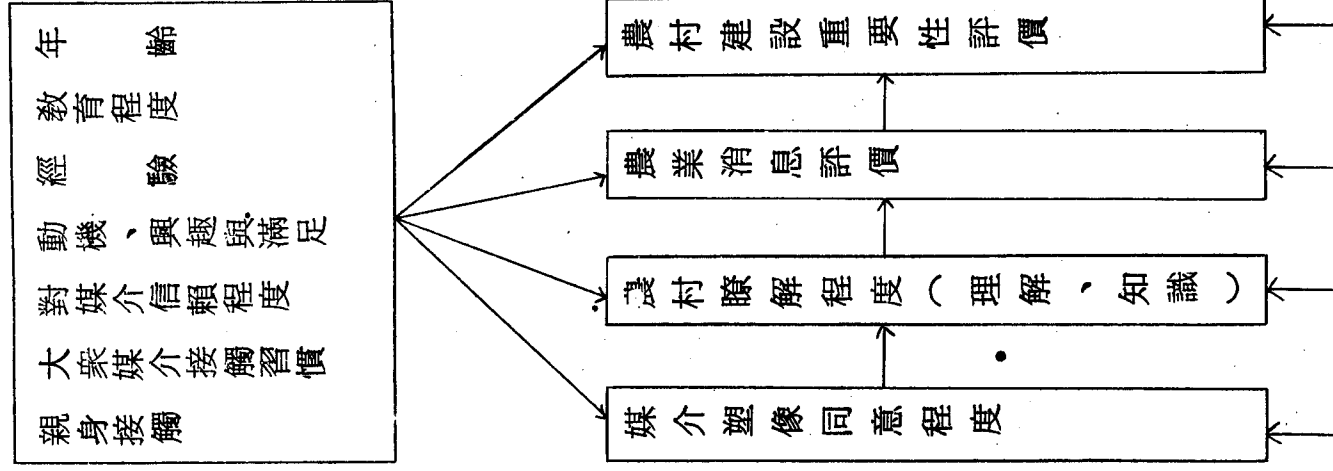 年齡
教育程度
經驗
動機、興趣與滿足
對媒介信賴程度
大眾媒介接觸習慣
親身接觸
農村建設重要性評價
農業消息評價
農村瞭解程度(理解、知識)
媒介塑像同意程度